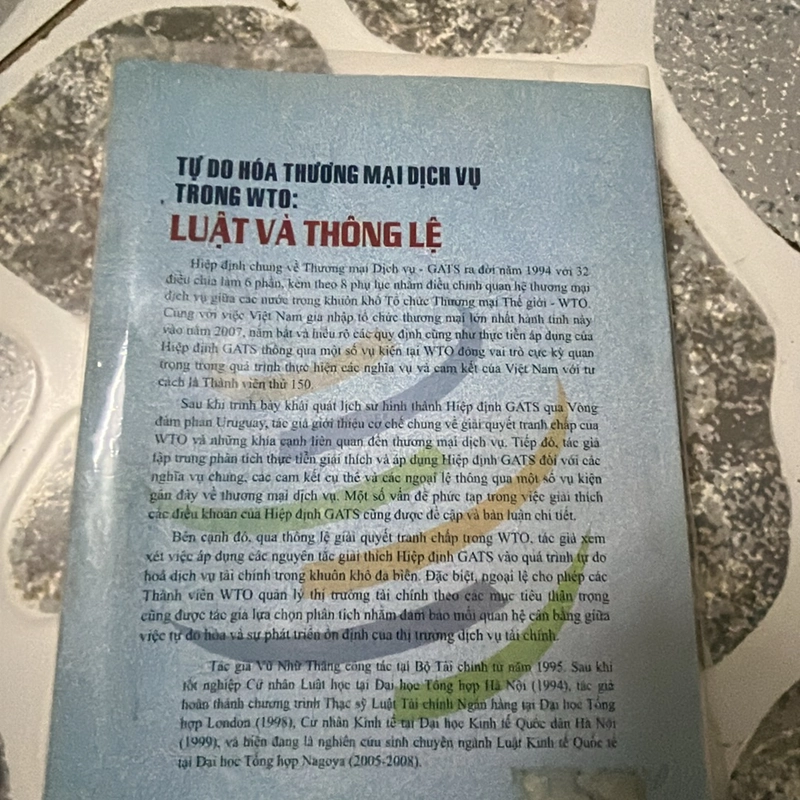 TỰ DO HÓA THƯƠNG MẠI DỊCH VỤ
TRONG WTO:
LUẬT VÀ THÔNG LỆ
Hiệp định chung về Thương mại Dịch vụ - GATS ra đời năm 1994 với 32
điều chia làm 6 phần, kèm theo 8 phụ lục nhằm điều chỉnh quan hệ thương mại
dịch vụ giữa các nước trong khuôn khổ Tổ chức Thương mại Thế giới - WTO.
Cùng với việc Việt Nam gia nhập tổ chức thương mại lớn nhất hành tinh này
vào năm 2007, nắm bắt và hiểu rõ các quy định cũng như thực tiễn áp dụng của
Hiệp định GATS thông qua một số vụ kiện tại WTO đóng vai trò cực kỳ quan
trọng trong quá trình thực hiện các nghĩa vụ và cam kết của Việt Nam với tư
cách là Thành viên thứ 150.
Sau khi trình bày khái quát lịch sử hình thành Hiệp định GATS qua Vòng
đàm phán Uruguay, tác giả giới thiệu cơ chế chung về giải quyết tranh chấp của
WTO và những khía cạnh liên quan đến thương mại dịch vụ. Tiếp đó, tác giả
tập trung phân tích thực tiễn giải thích và áp dụng Hiệp định GATS đối với các
nghĩa vụ chung, các cam kết cụ thể và các ngoại lệ thông qua một số vụ kiện
gần đây về thương mại dịch vụ. Một số vấn đề phức tạp trong việc giải thích
các điều khoản của Hiệp định GATS cũng được đề cập và bàn luận chi tiết.
Bên cạnh đó, qua thông lệ giải quyết tranh chấp trong WTO, tác giả xem
xét việc áp dụng các nguyên tắc giải thích Hiệp định GATS vào quá trình tự do
hoá dịch vụ tài chính trong khuôn khổ đa biên. Đặc biệt, ngoại lệ cho phép các
Thành viên WTO quản lý thị trường tài chính theo các mục tiêu thận trọng
cũng được tác giả lựa chọn phân tích nhằm đảm bảo mối quan hệ cân bằng giữa
việc tự do hóa và sự phát triển ổn định của thị trường dịch vụ tài chính.
Tác giả Vũ Như Thăng công tác tại Bộ Tài chính từ năm 1995. Sau khi
tốt nghiệp Cử nhân Luật học tại Đại học Tổng hợp Hà Nội (1994), tác giả
hoàn thành chương trình Thạc sỹ Luật Tài chính Ngân hàng tại Đại học Tổng
hợp London (1998), Cử nhân Kinh tế tại Đại học Kinh tế Quốc dân Hà Nội
(1999), và hiện đang là nghiên cứu sinh chuyên ngành Luật Kinh tế Quốc tế
tại Đại học Tổng hợp Nagoya (2005-2008).